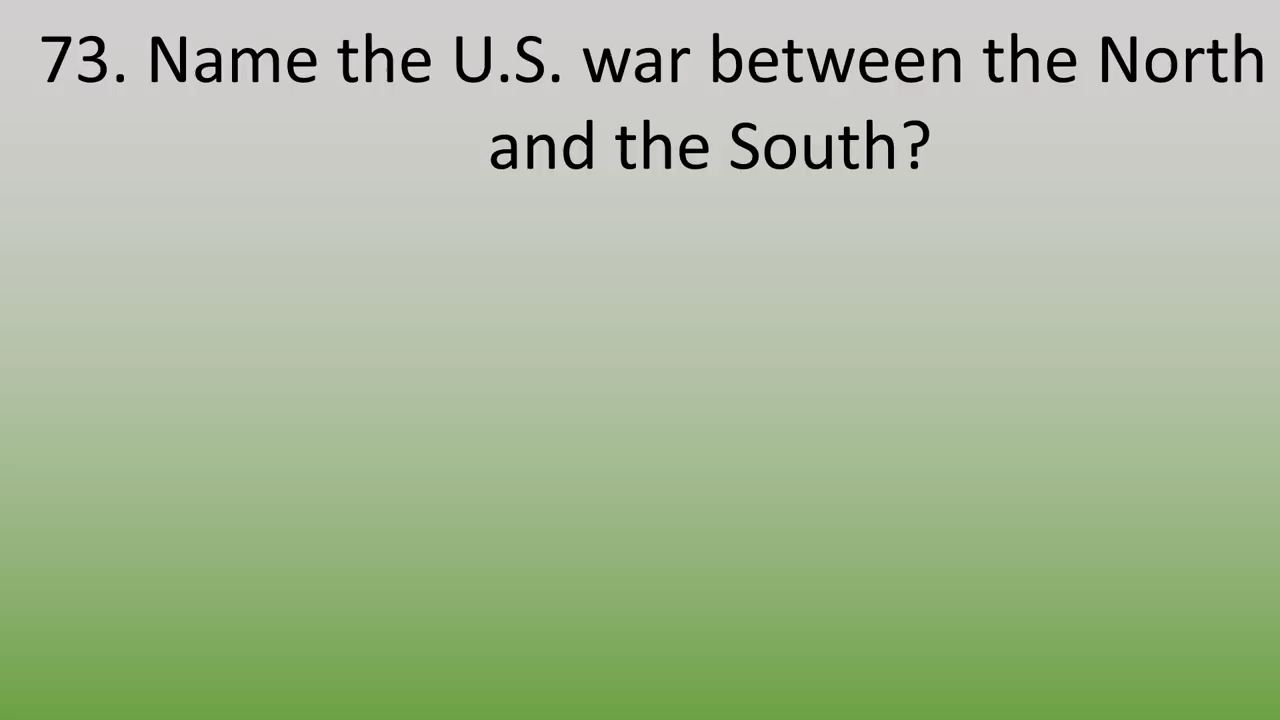 73. Name the U.S. war between the North
and the South?